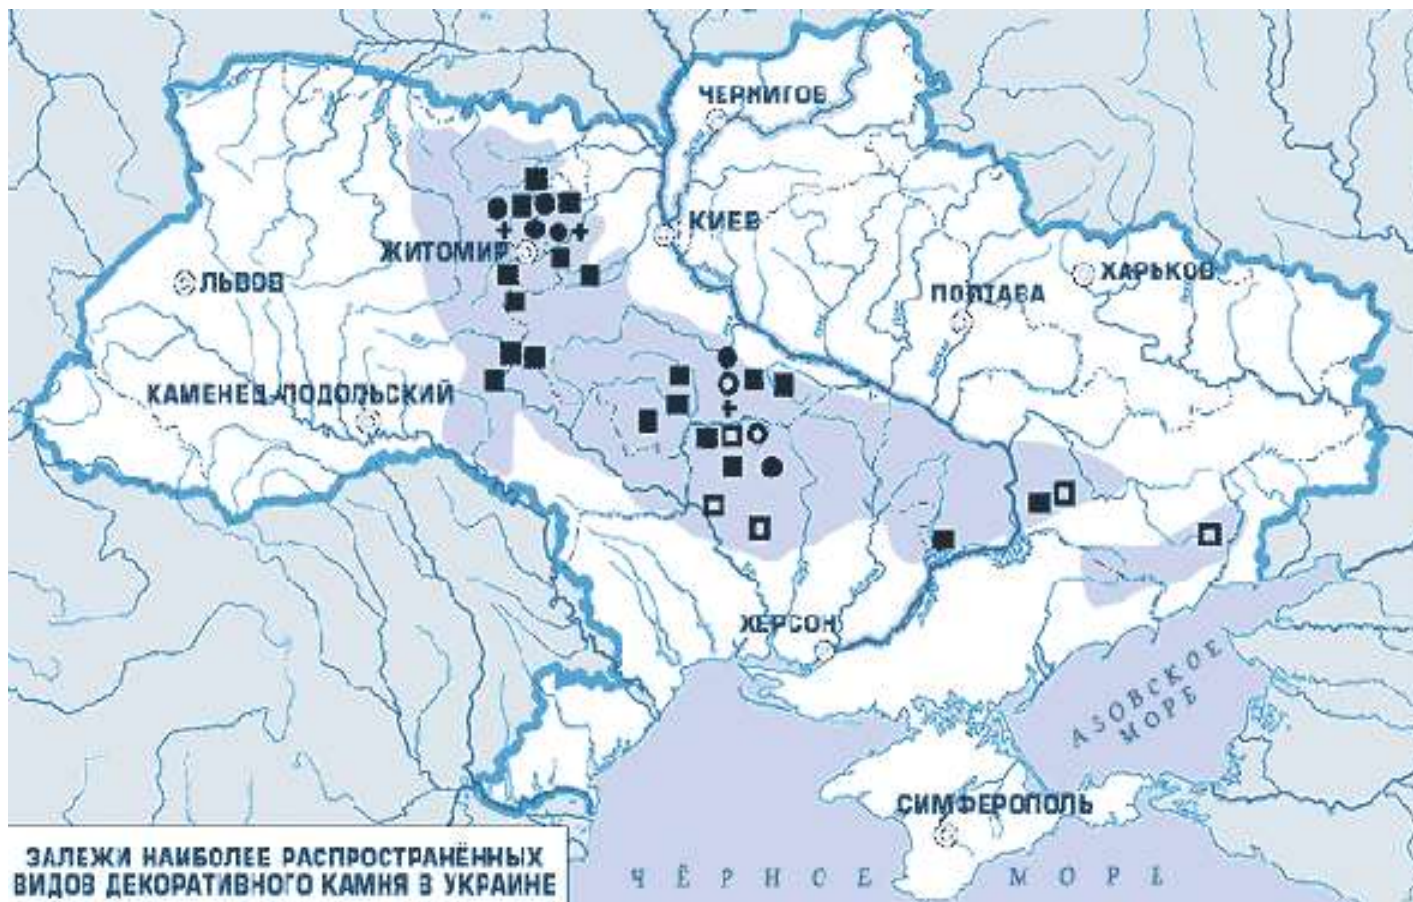 ЧЕРНИГОВ
КИЕВ
ЖИТОМИР
ЛЬВОВ
ХАРЬКОВ
ПОЛТАВА
КАМЕНЕЦ-ПОДОЛЬСКИЙ
ХЕРСОН
АЗОВСКОЕ
МОРЕ
СИМФЕРОПОЛЬ
ЧЁРНОЕ МОРЕ
ЗАЛЕЖИ НАИБОЛЕЕ РАСПРОСТРАНЁННЫХ
ВИДОВ ДЕКОРАТИВНОГО КАМНЯ В УКРАИНЕ